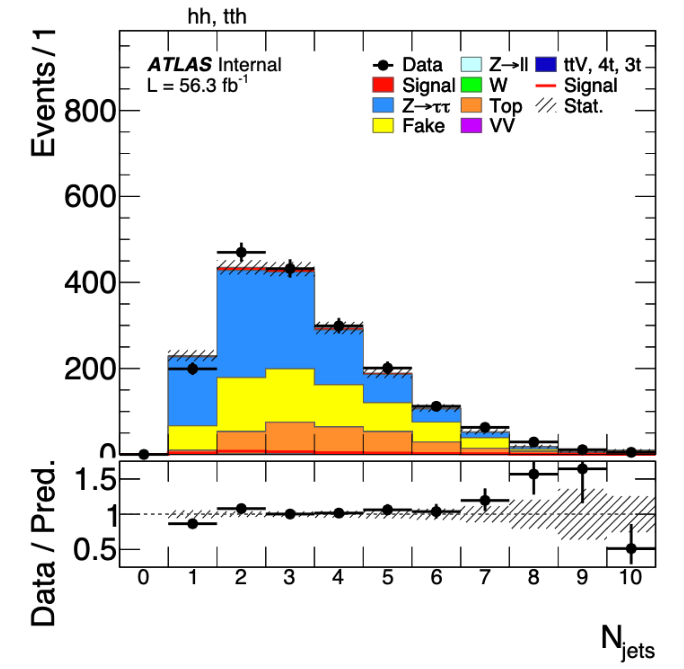 hh, tth
Events / 1
ATLAS Internal
L = 56.3 fb⁻¹
Data
Signal
Z→ττ
Fake
Z→ll
W
Top
VV
ttV, 4t, 3t
Signal
Stat.
800
600
400
200
0
Data / Pred.
1.5
1
0.5
0 1 2 3 4 5 6 7 8 9 10
N_jets